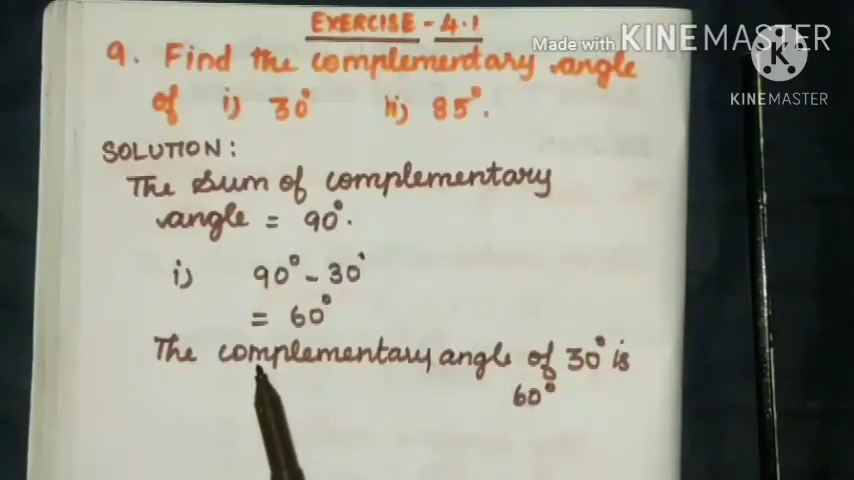 EXERCISE - 4.1
9. Find the complementary angle
of i) 30° ii) 85°.
SOLUTION:
The sum of complementary
angle = 90°.
i) 90° - 30°
= 60°
The complementary angle of 30° is
60°
Made with KINEMASTER
K
KINEMASTER